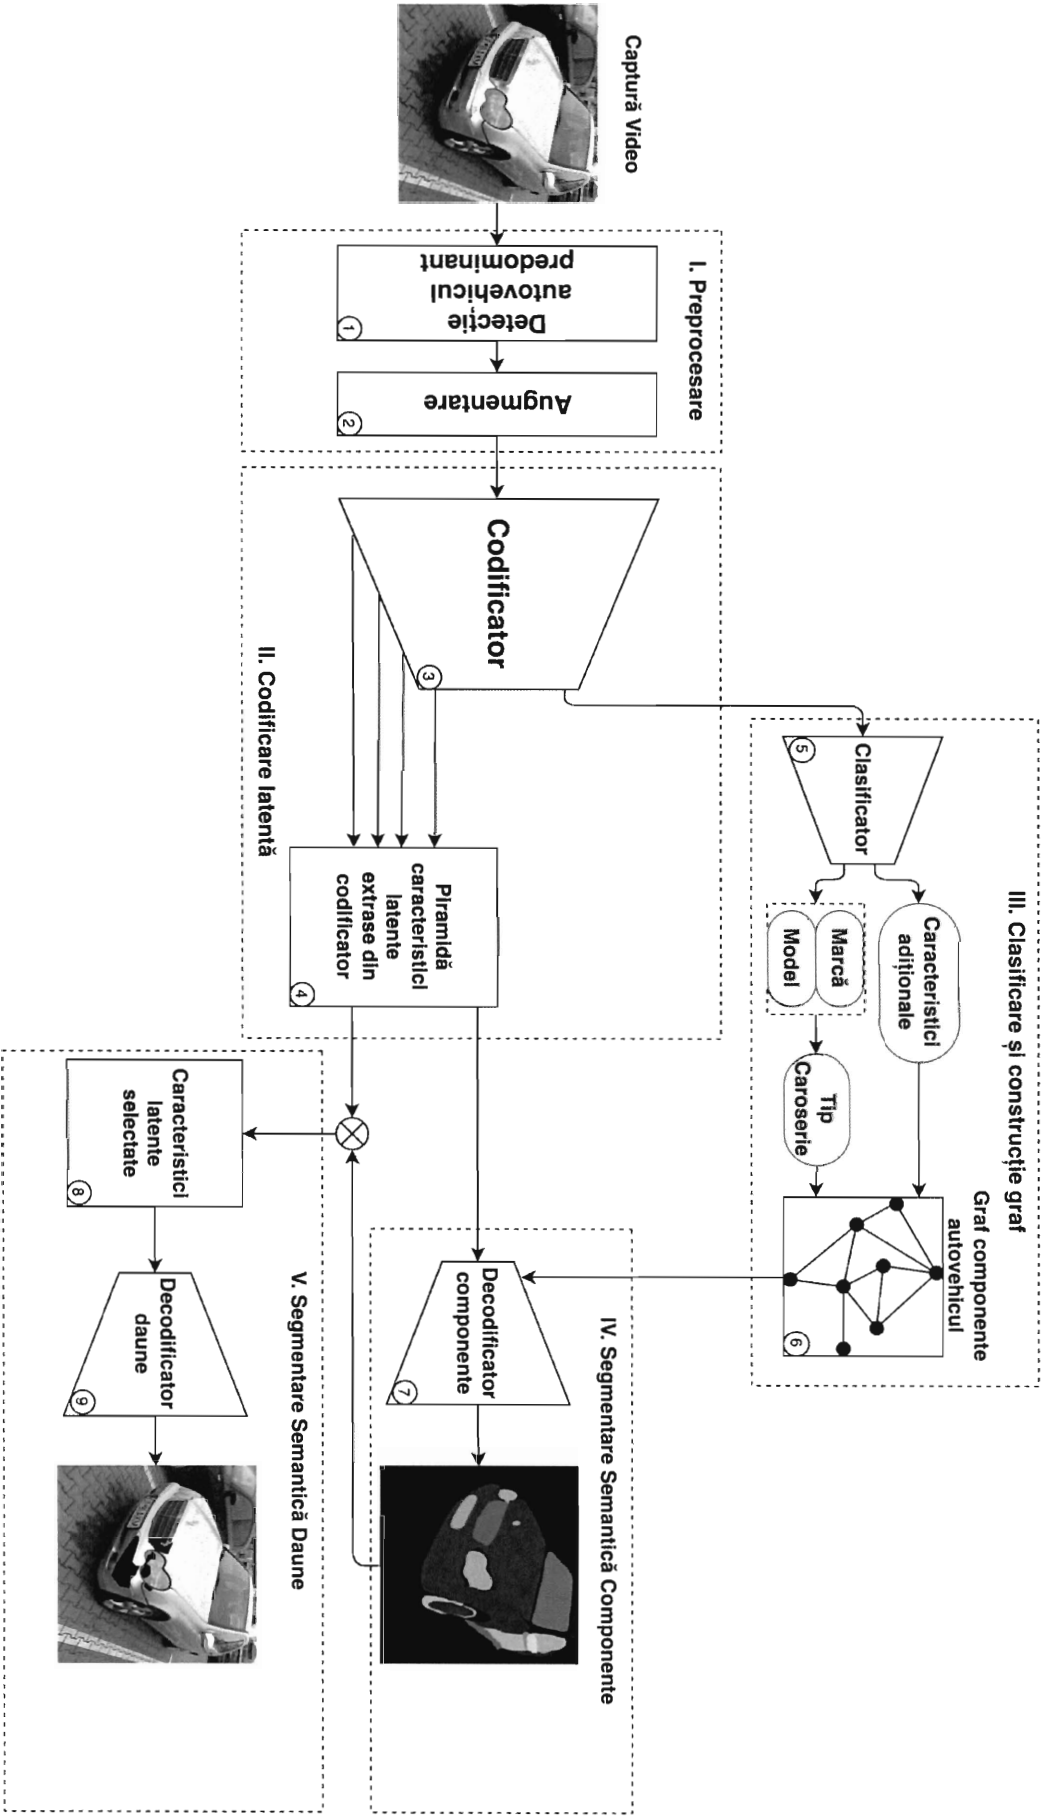 Captură Video
I. Preprocesare
Detecție
autovehicul
predominant
1
Augmentare
2
II. Codificare latentă
Codificator
3
Piramidă
caracteristici
latente
extrase din
codificator
4
III. Clasificare și construcție graf
Clasificator
5
Caracteristici
adiționale
Marcă
Model
Tip
Caroserie
Graf componente
autovehicul
6
IV. Segmentare Semantică Componente
Decodificator
componente
7
V. Segmentare Semantică Daune
Caracteristici
latente
selectate
8
Decodificator
daune
9